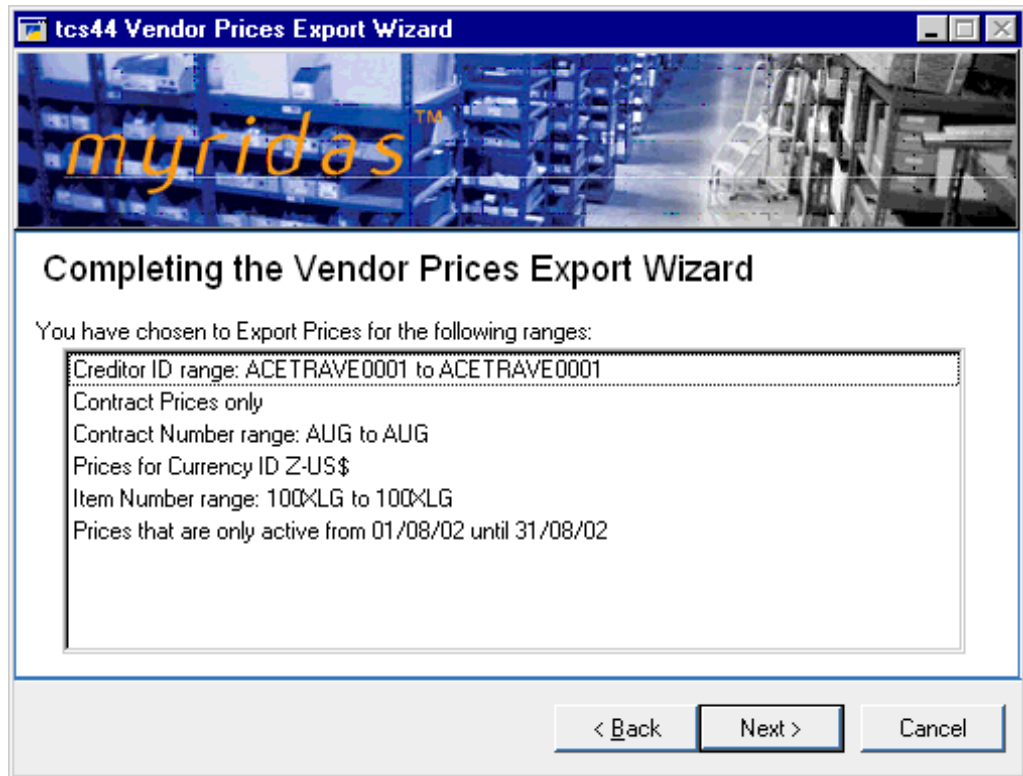 tcs44 Vendor Prices Export Wizard
myridas™
Completing the Vendor Prices Export Wizard
You have chosen to Export Prices for the following ranges:
Creditor ID range: ACETRAVE0001 to ACETRAVE0001
Contract Prices only
Contract Number range: AUG to AUG
Prices for Currency ID Z-US$
Item Number range: 100XLG to 100XLG
Prices that are only active from 01/08/02 until 31/08/02
< Back Next > Cancel